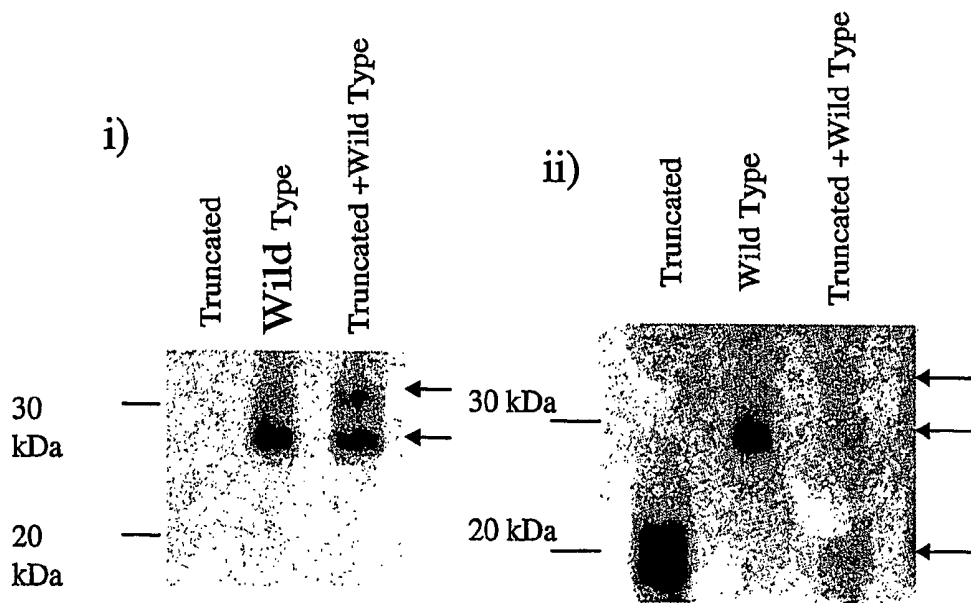 i)
Truncated
Wild Type
Truncated +Wild Type
30
kDa
20
kDa
ii)
Truncated
Wild Type
Truncated +Wild Type
30 kDa
20 kDa